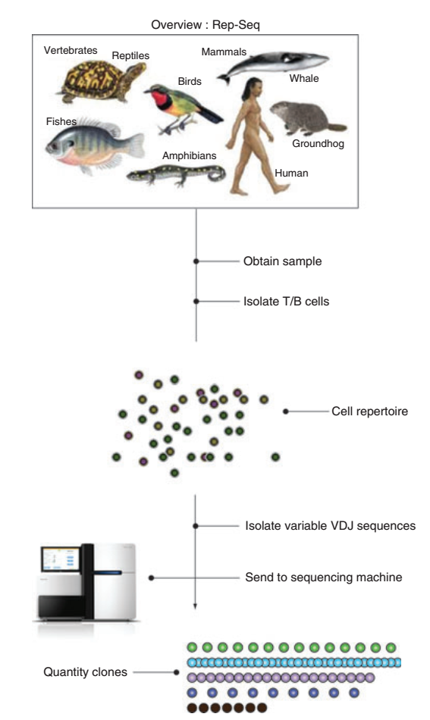 Overview : Rep-Seq
Vertebrates
Reptiles
Mammals
Whale
Birds
Fishes
Groundhog
Amphibians
Human
Obtain sample
Isolate T/B cells
Cell repertoire
Isolate variable VDJ sequences
Send to sequencing machine
Quantity clones